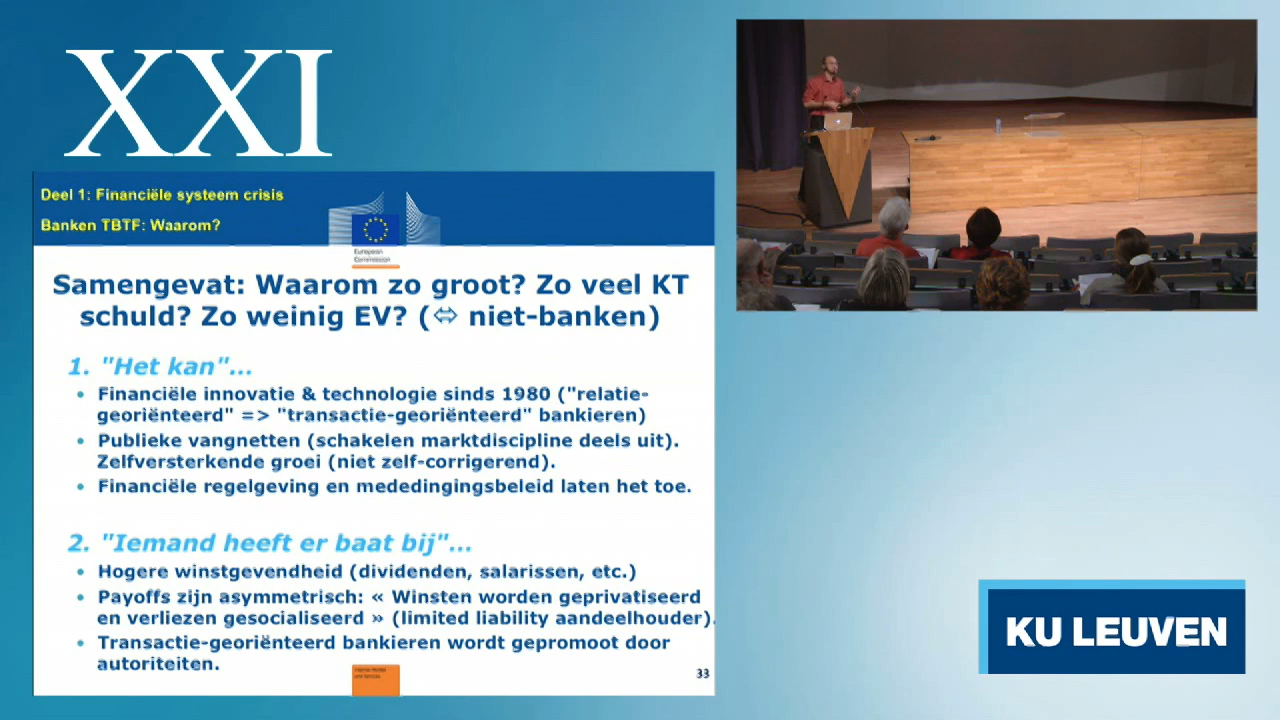 XXI
Deel 1: Financiële systeem crisis
Banken TBTF: Waarom?
European
Commission
Samengevat: Waarom zo groot? Zo veel KT
schuld? Zo weinig EV? (⇔ niet-banken)
1. "Het kan"...
• Financiële innovatie & technologie sinds 1980 ("relatie-
georiënteerd" => "transactie-georiënteerd" bankieren)
• Publieke vangnetten (schakelen marktdiscipline deels uit).
Zelfversterkende groei (niet zelf-corrigerend).
• Financiële regelgeving en mededingingsbeleid laten het toe.
2. "Iemand heeft er baat bij"...
• Hogere winstgevendheid (dividenden, salarissen, etc.)
• Payoffs zijn asymmetrisch: « Winsten worden geprivatiseerd
en verliezen gesocialiseerd » (limited liability aandeelhouder).
• Transactie-georiënteerd bankieren wordt gepromoot door
autoriteiten.
33
KU LEUVEN